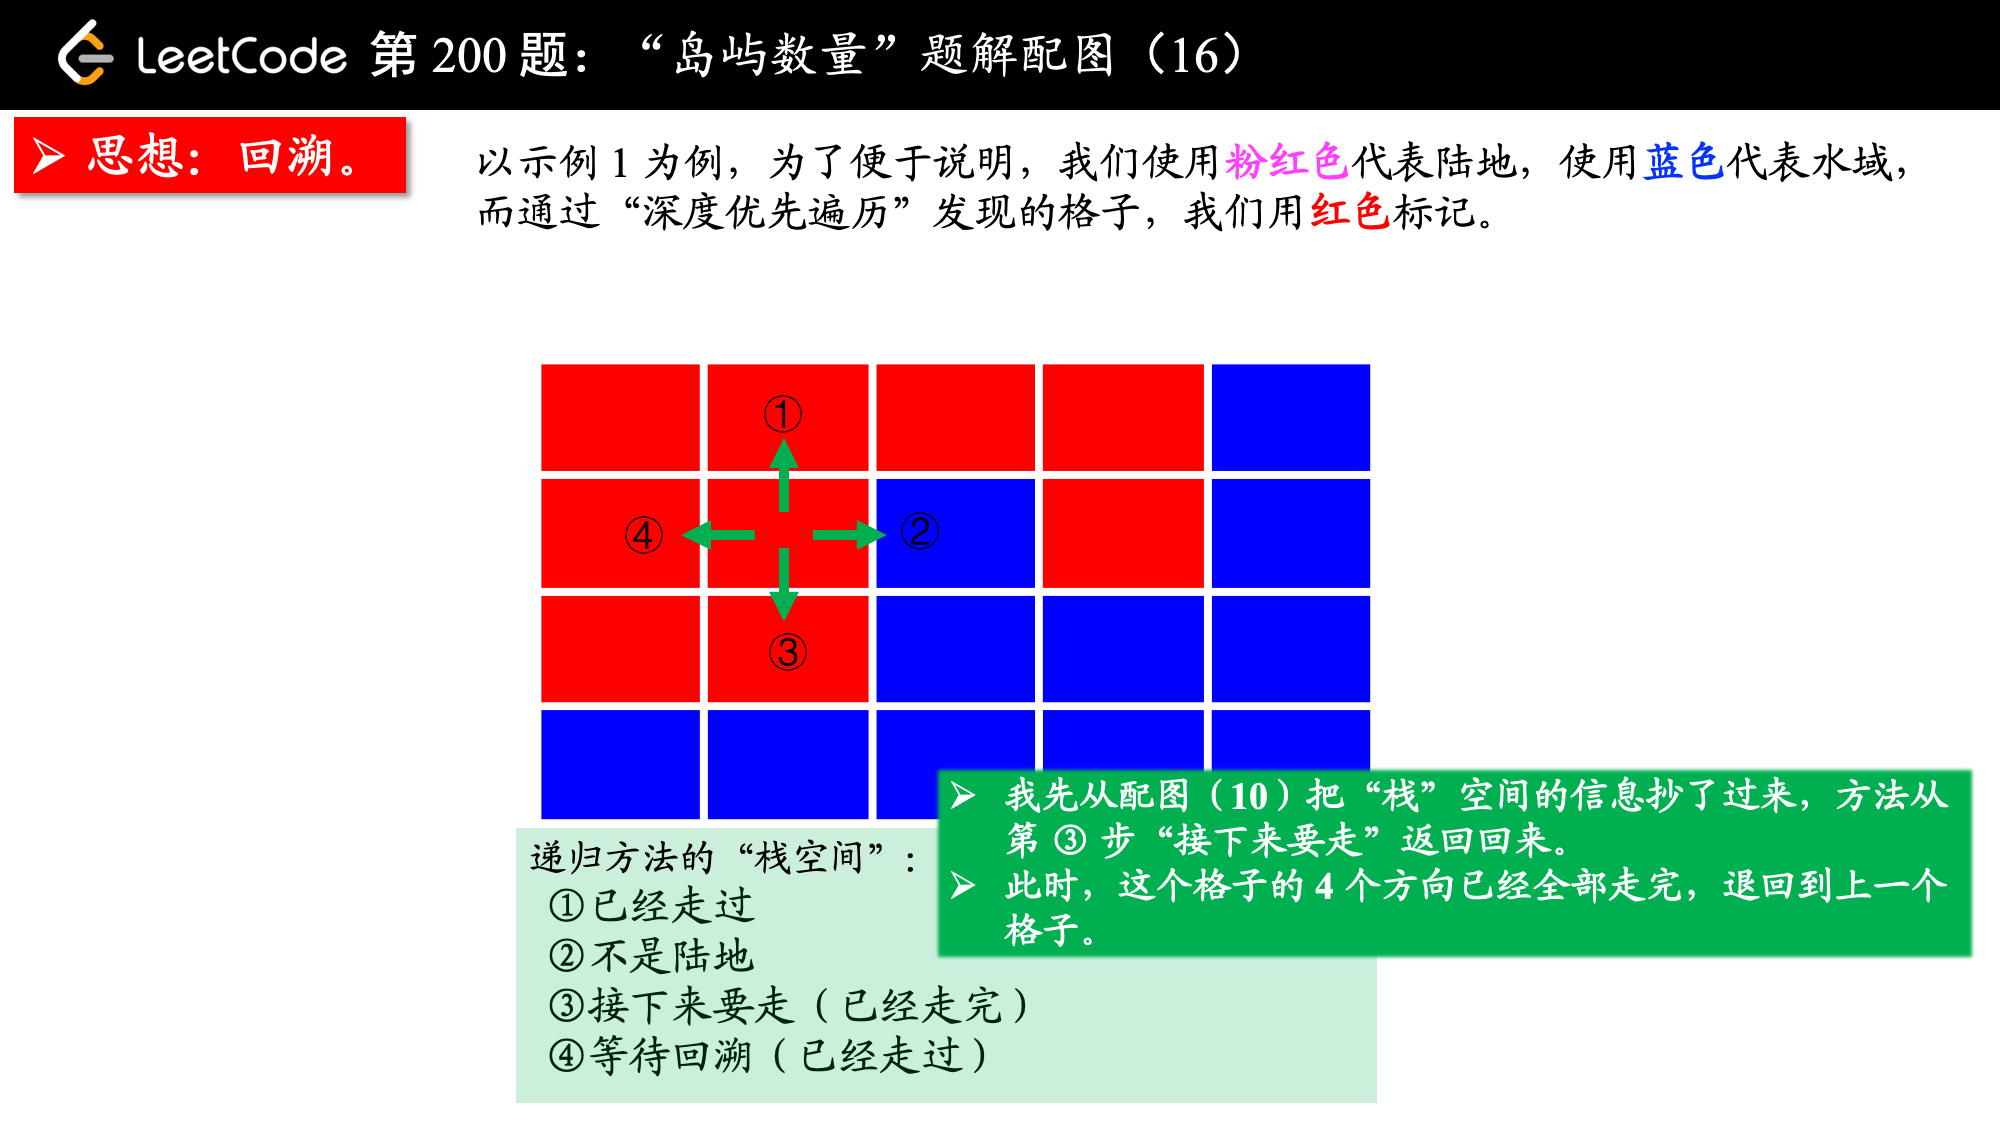 LeetCode 第 200 题：“岛屿数量”题解配图（16）
➢ 思想：回溯。
以示例 1 为例，为了便于说明，我们使用粉红色代表陆地，使用蓝色代表水域，
而通过“深度优先遍历”发现的格子，我们用红色标记。
①
④ ②
③
➢ 我先从配图（10）把“栈”空间的信息抄了过来，方法从
第 ③ 步“接下来要走”返回回来。
➢ 此时，这个格子的 4 个方向已经全部走完，退回到上一个
格子。
递归方法的“栈空间”：
①已经走过
②不是陆地
③接下来要走（已经走完）
④等待回溯（已经走过）